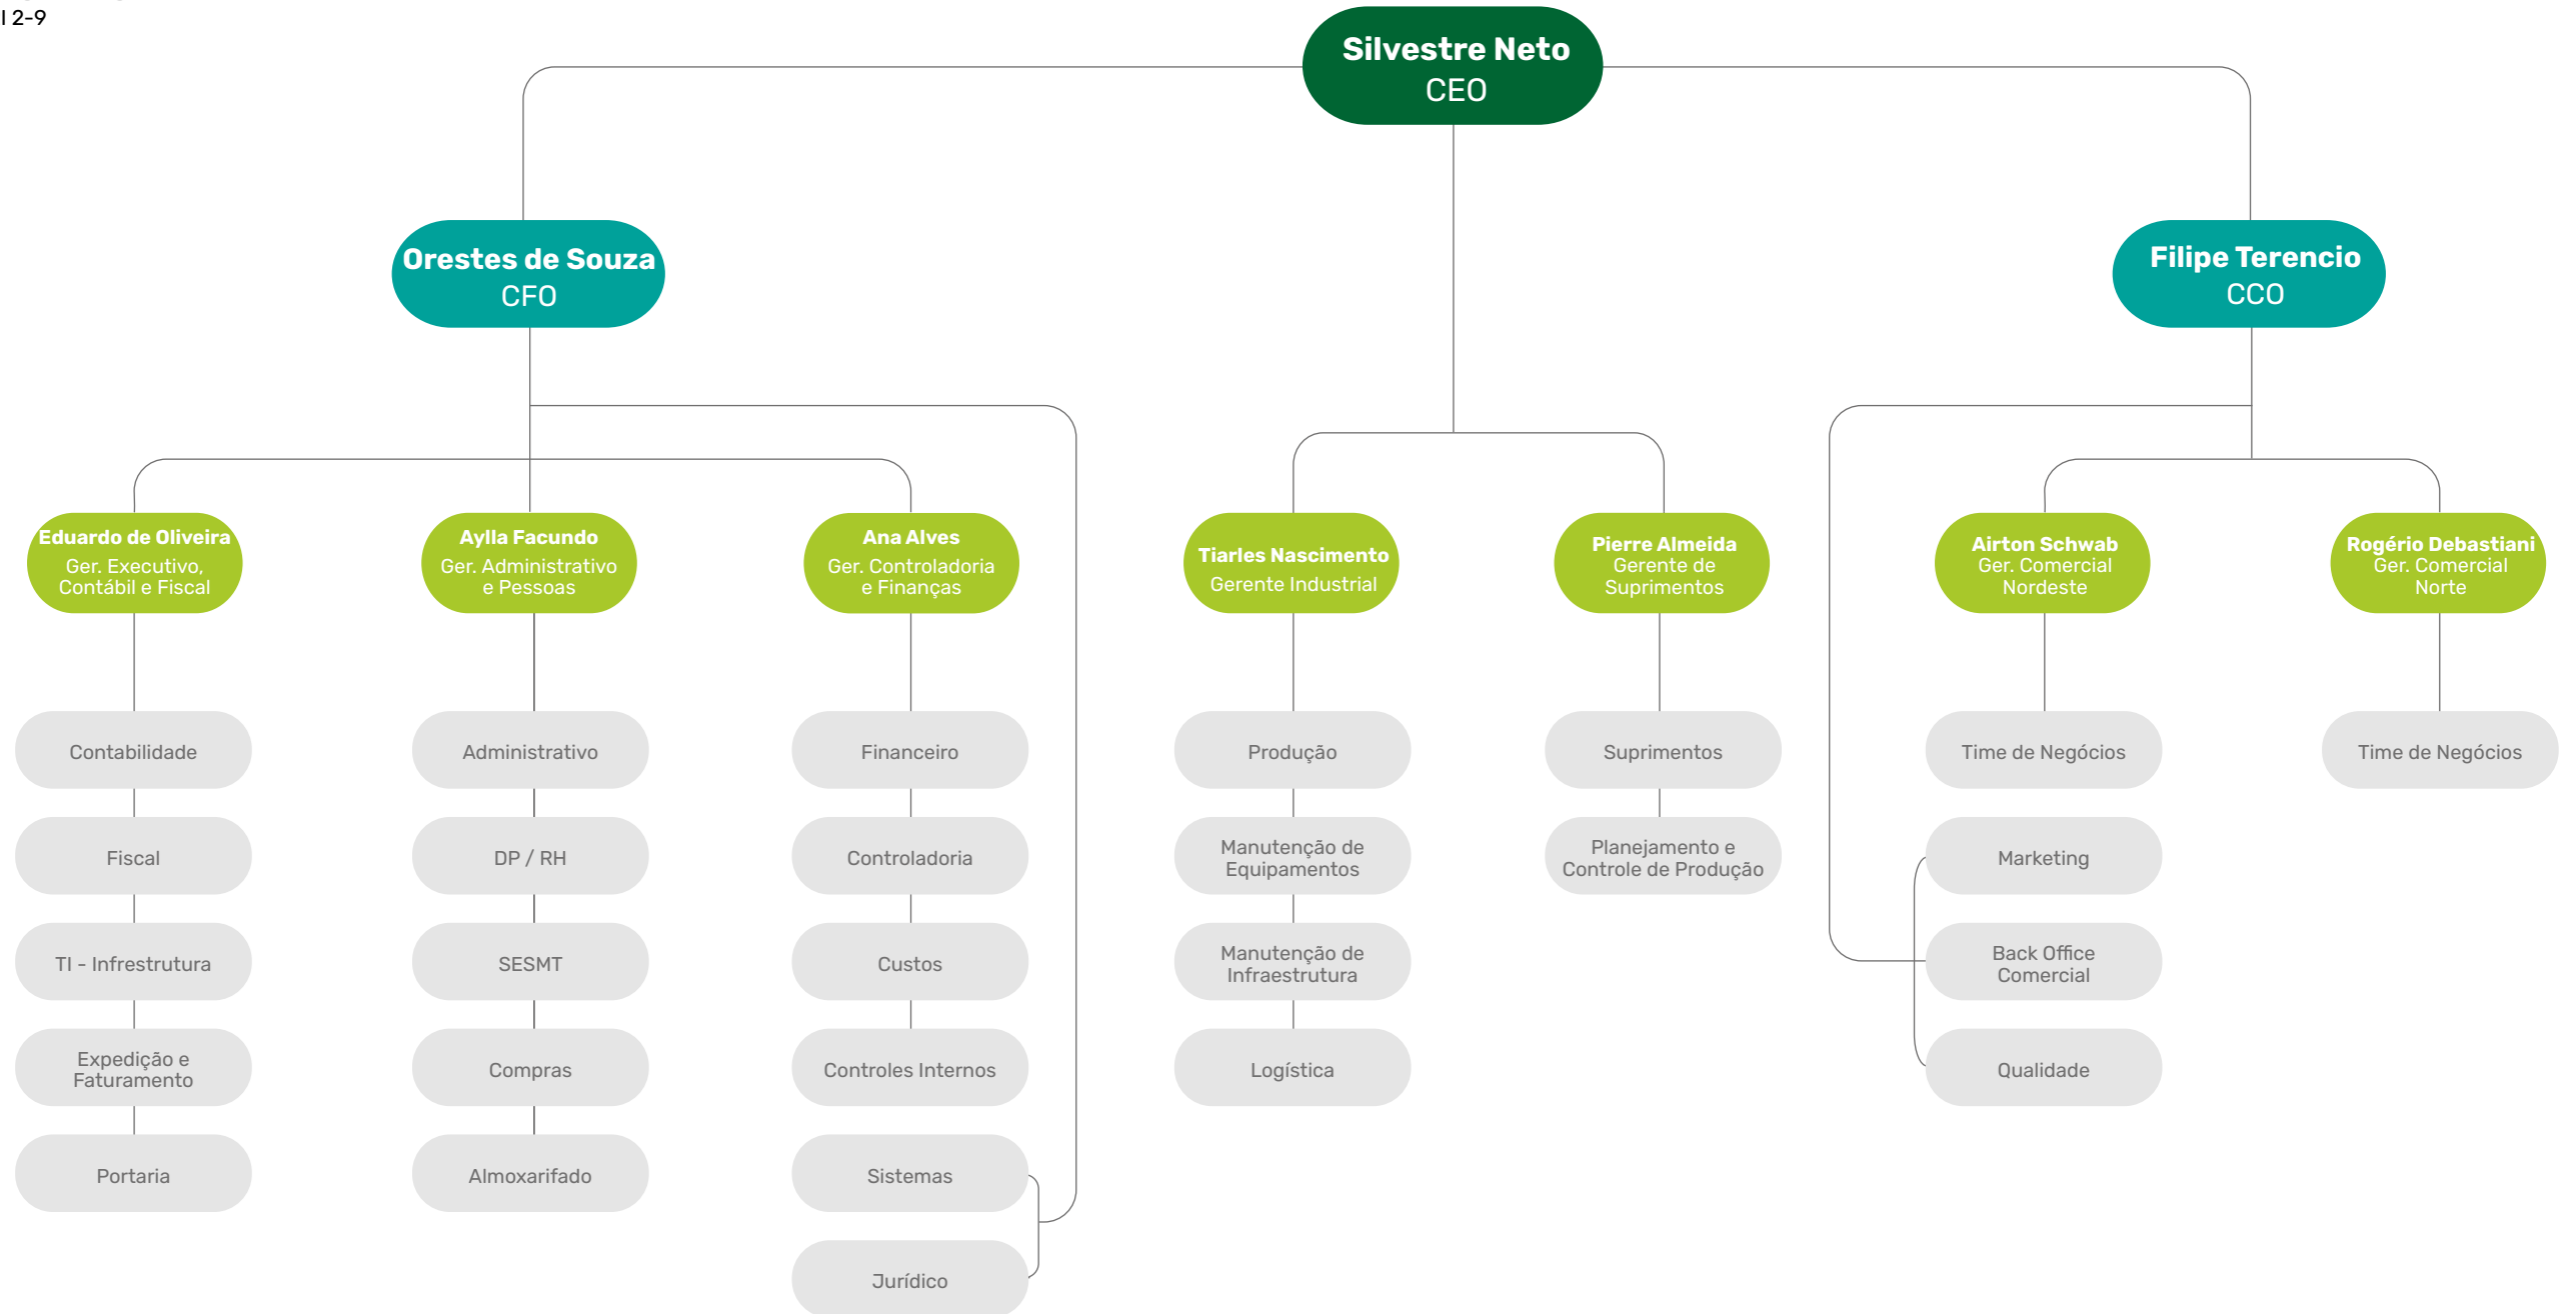 I 2-9
Silvestre Neto
CEO
Orestes de Souza
CFO
Filipe Terencio
CCO
Eduardo de Oliveira
Ger. Executivo,
Contábil e Fiscal
Aylla Facundo
Ger. Administrativo
e Pessoas
Ana Alves
Ger. Controladoria
e Finanças
Tiarles Nascimento
Gerente Industrial
Pierre Almeida
Gerente de
Suprimentos
Airton Schwab
Ger. Comercial
Nordeste
Rogério Debastiani
Ger. Comercial
Norte
Contabilidade
Administrativo
Financeiro
Produção
Suprimentos
Time de Negócios
Time de Negócios
Fiscal
DP / RH
Controladoria
Manutenção de
Equipamentos
Planejamento e
Controle de Produção
Marketing
TI - Infrestrutura
SESMT
Custos
Manutenção de
Infraestrutura
Back Office
Comercial
Expedição e
Faturamento
Compras
Controles Internos
Logística
Qualidade
Portaria
Almoxarifado
Sistemas
Jurídico